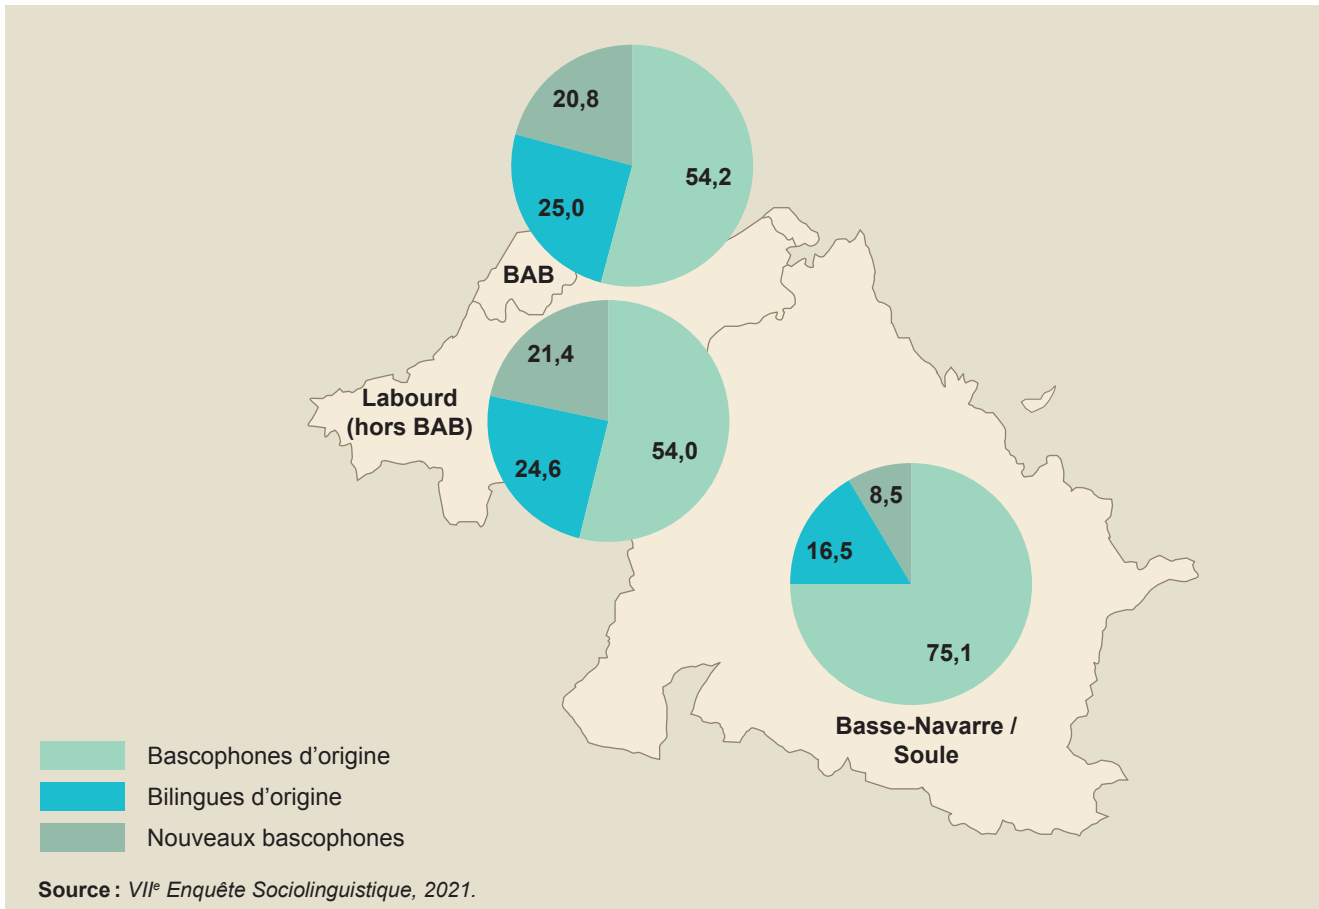 20,8
54,2
25,0
BAB
21,4
Labourd
(hors BAB)
54,0
24,6
8,5
16,5
75,1
Basse-Navarre /
Soule
Bascophones d’origine
Bilingues d’origine
Nouveaux bascophones
Source : VIIe Enquête Sociolinguistique, 2021.